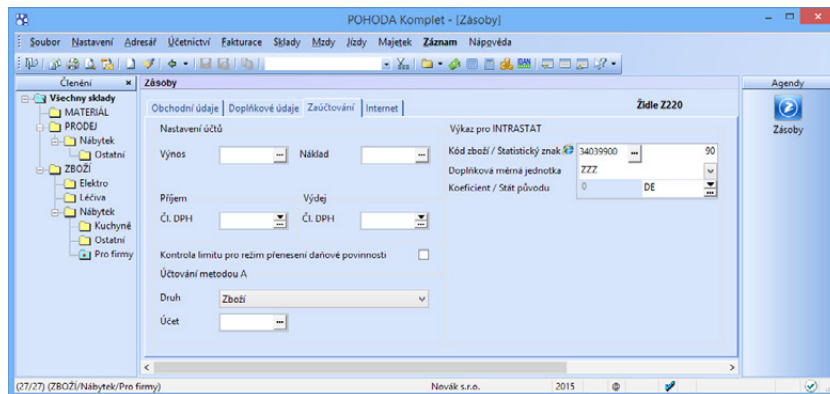 POHODA Komplet - [Zásoby]
Soubor Nastavení Adresář Účetnictví Fakturace Sklady Mzdy Jízdy Majetek Záznam Nápověda
Členění
Zásoby
Agendy
Všechny sklady
MATERIÁL
PRODEJ
Nábytek
Ostatní
ZBOŽÍ
Elektro
Léčiva
Nábytek
Kuchyně
Ostatní
Pro firmy
Obchodní údaje Doplňkové údaje Zaúčtování Internet
Židle Z220
Zásoby
Nastavení účtů
Výkaz pro INTRASTAT
Výnos
Náklad
Kód zboží / Statistický znak 34039900 90
Doplňková měrná jednotka ZZZ
Koeficient / Stát původu 0 DE
Příjem
Výdej
Čl. DPH
Čl. DPH
Kontrola limitu pro režim přenesení daňové povinnosti
Účtování metodou A
Druh Zboží
Účet
(27/27) (ZBOŽÍ/Nábytek/Pro firmy) Novák s.r.o. 2015 @